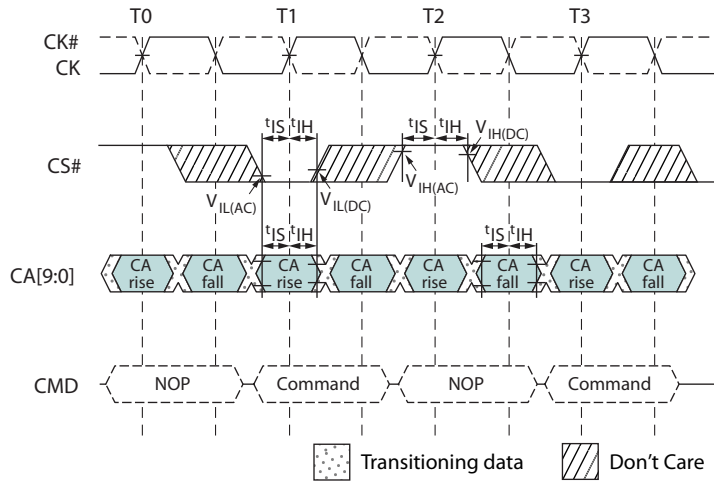 T0 T1 T2 T3
CK#
CK
tIS tIH tIS tIH
VIH(DC)
CS#
VIL(AC) VIL(DC) VIH(AC)
tIS tIH tIS tIH
CA[9:0] CA rise CA fall CA rise CA fall CA rise CA fall CA rise CA fall
CMD NOP Command NOP Command
Transitioning data Don't Care